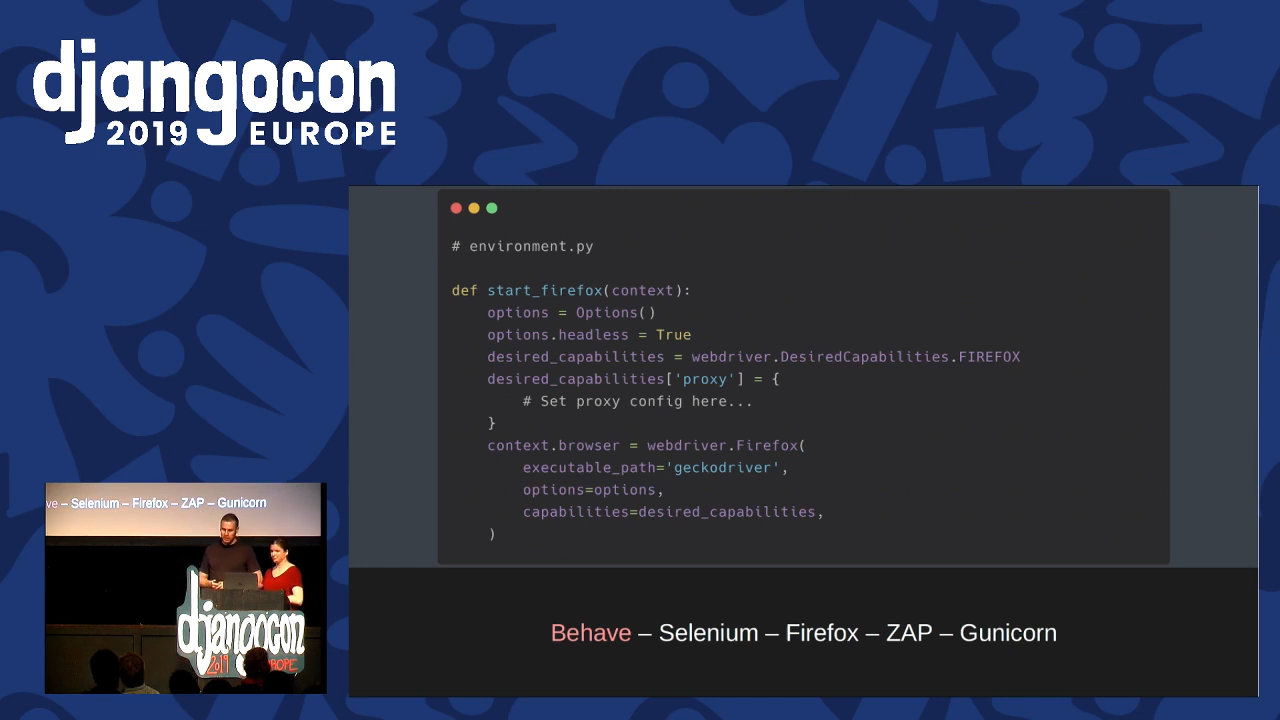 djangocon
2019 EUROPE
# environment.py
def start_firefox(context):
    options = Options()
    options.headless = True
    desired_capabilities = webdriver.DesiredCapabilities.FIREFOX
    desired_capabilities['proxy'] = {
        # Set proxy config here...
    }
    context.browser = webdriver.Firefox(
        executable_path='geckodriver',
        options=options,
        capabilities=desired_capabilities,
    )
Behave – Selenium – Firefox – ZAP – Gunicorn
ve – Selenium – Firefox – ZAP – Gunicorn
djangocon
2019 EUROPE